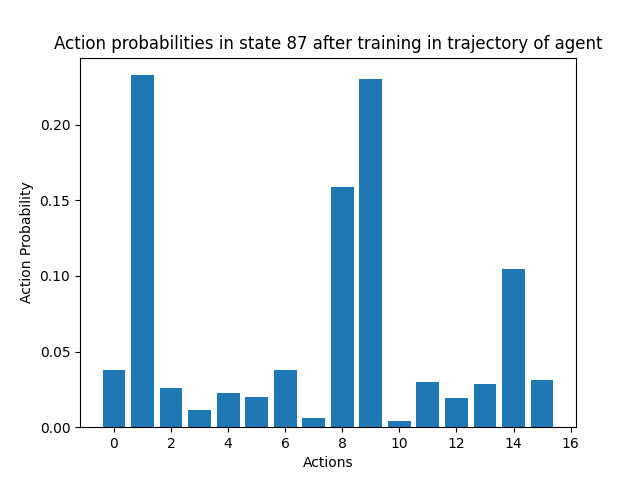 Action probabilities in state 87 after training in trajectory of agent
Action Probability
0.20
0.15
0.10
0.05
0.00
0 2 4 6 8 10 12 14 16
Actions